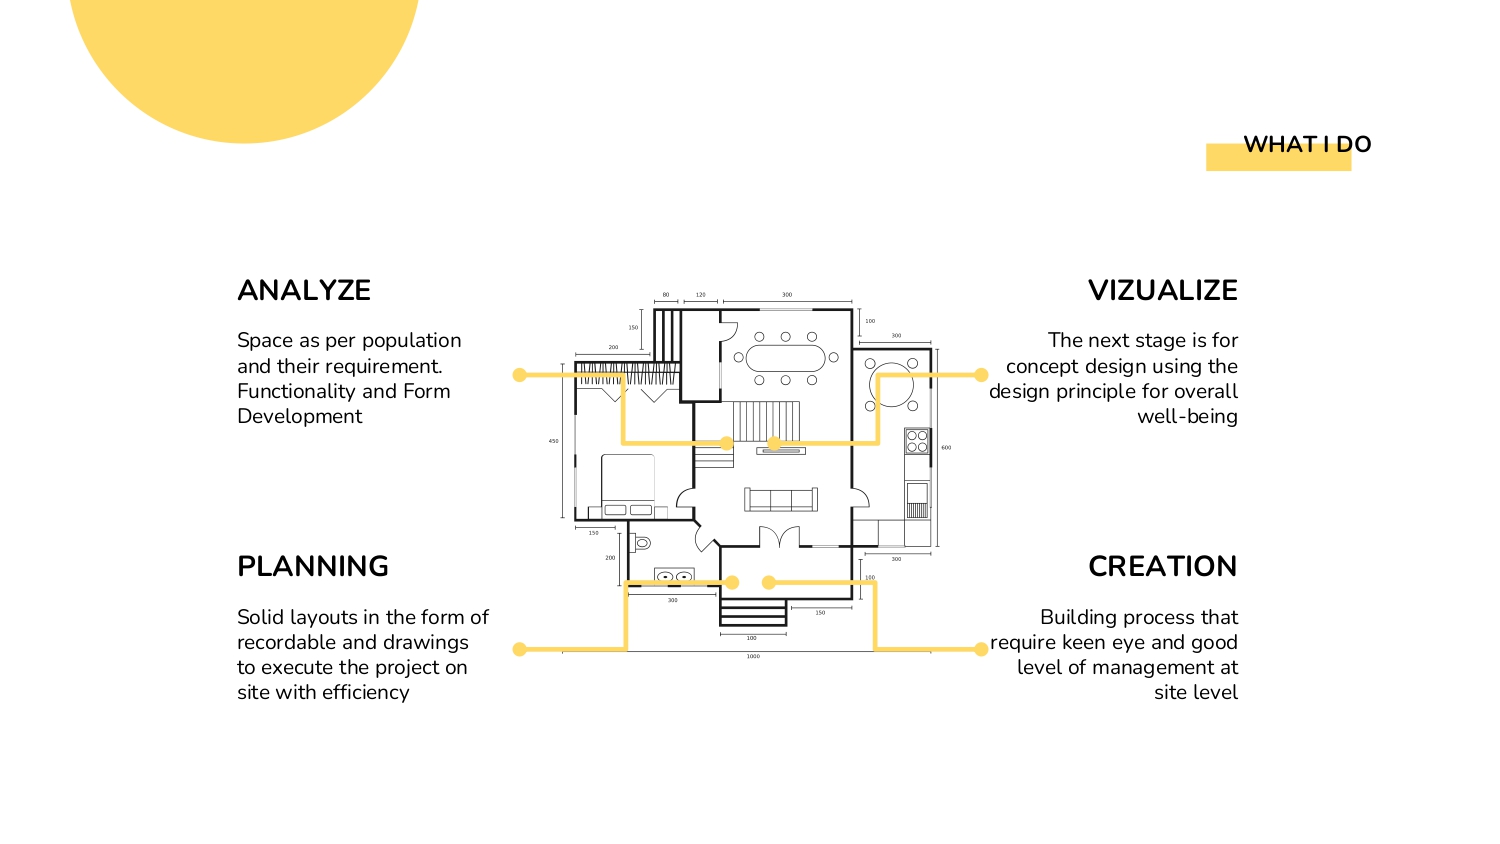 WHAT I DO
ANALYZE
Space as per population
and their requirement.
Functionality and Form
Development
VIZUALIZE
The next stage is for
concept design using the
design principle for overall
well-being
80
120
300
100
150
300
200
450
600
150
200
300
300
100
150
100
1000
PLANNING
Solid layouts in the form of
recordable and drawings
to execute the project on
site with efficiency
CREATION
Building process that
require keen eye and good
level of management at
site level